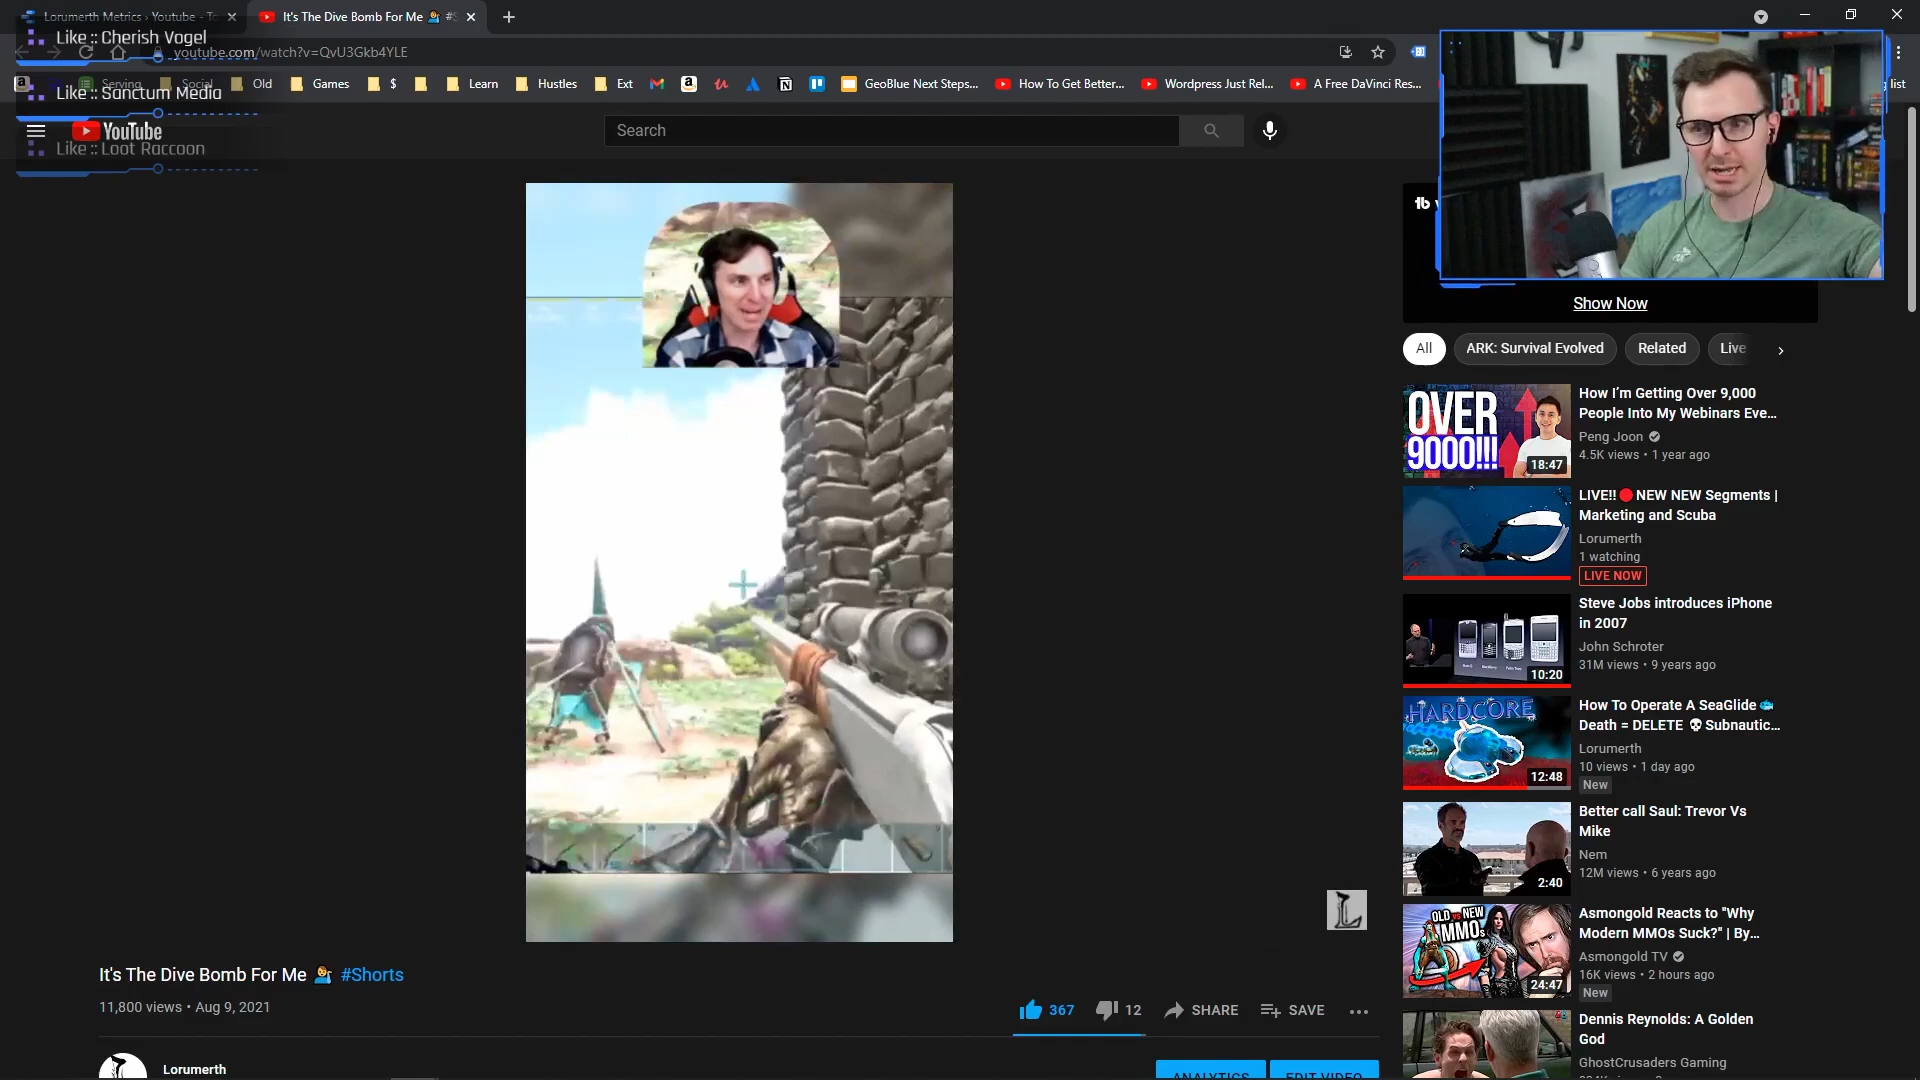 Lorumerth Metrics › Youtube - To
It's The Dive Bomb For Me #S
Like :: Cherish Vogel
youtube.com/watch?v=QvU3Gkb4YLE
Serving Social Old Games $ Learn Hustles Ext GeoBlue Next Steps... How To Get Better... Wordpress Just Rel... A Free DaVinci Res... list
Like :: Sanctum Media
YouTube
Search
Like :: Loot Raccoon
Show Now
All ARK: Survival Evolved Related Live
OVER
9000!!!
18:47
How I'm Getting Over 9,000
People Into My Webinars Eve...
Peng Joon
4.5K views • 1 year ago
LIVE!! NEW NEW Segments |
Marketing and Scuba
Lorumerth
1 watching
LIVE NOW
10:20
Steve Jobs introduces iPhone
in 2007
John Schroter
31M views • 9 years ago
HARDCORE
12:48
How To Operate A SeaGlide
Death = DELETE Subnautic...
Lorumerth
10 views • 1 day ago
New
2:40
Better call Saul: Trevor Vs
Mike
Nem
12M views • 6 years ago
OLD vs NEW
MMOs
24:47
Asmongold Reacts to "Why
Modern MMOs Suck?" | By...
Asmongold TV
16K views • 2 hours ago
New
Dennis Reynolds: A Golden
God
GhostCrusaders Gaming
L
It's The Dive Bomb For Me #Shorts
11,800 views • Aug 9, 2021
367 12 SHARE SAVE
Lorumerth
ANALYTICS EDIT VIDEO